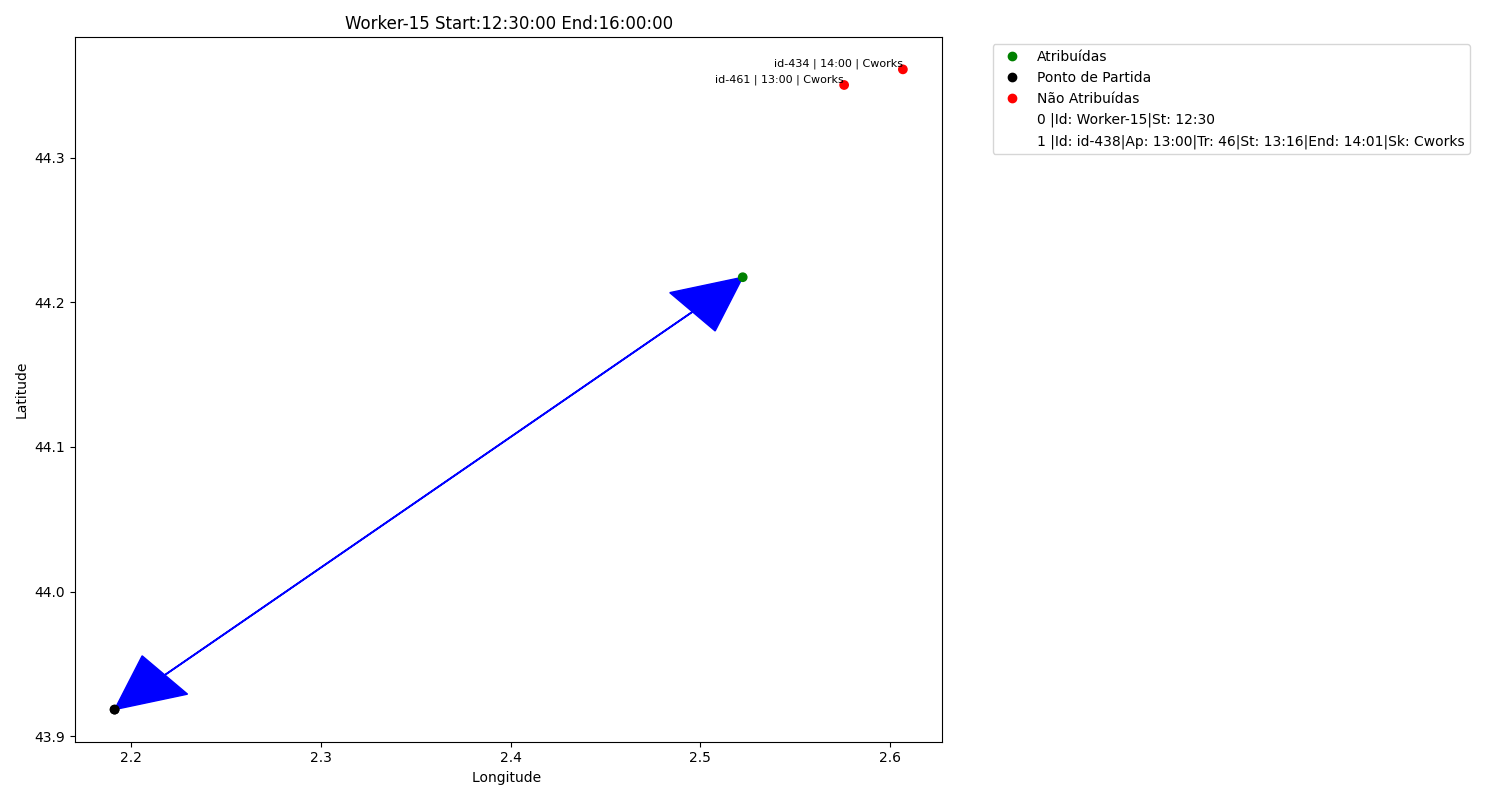 Worker-15 Start:12:30:00 End:16:00:00
id-434 | 14:00 | Cworks
id-461 | 13:00 | Cworks
44.3
44.2
44.1
44.0
43.9
Latitude
2.2
2.3
2.4
2.5
2.6
Longitude
Atribuídas
Ponto de Partida
Não Atribuídas
0 |Id: Worker-15|St: 12:30
1 |Id: id-438|Ap: 13:00|Tr: 46|St: 13:16|End: 14:01|Sk: Cworks